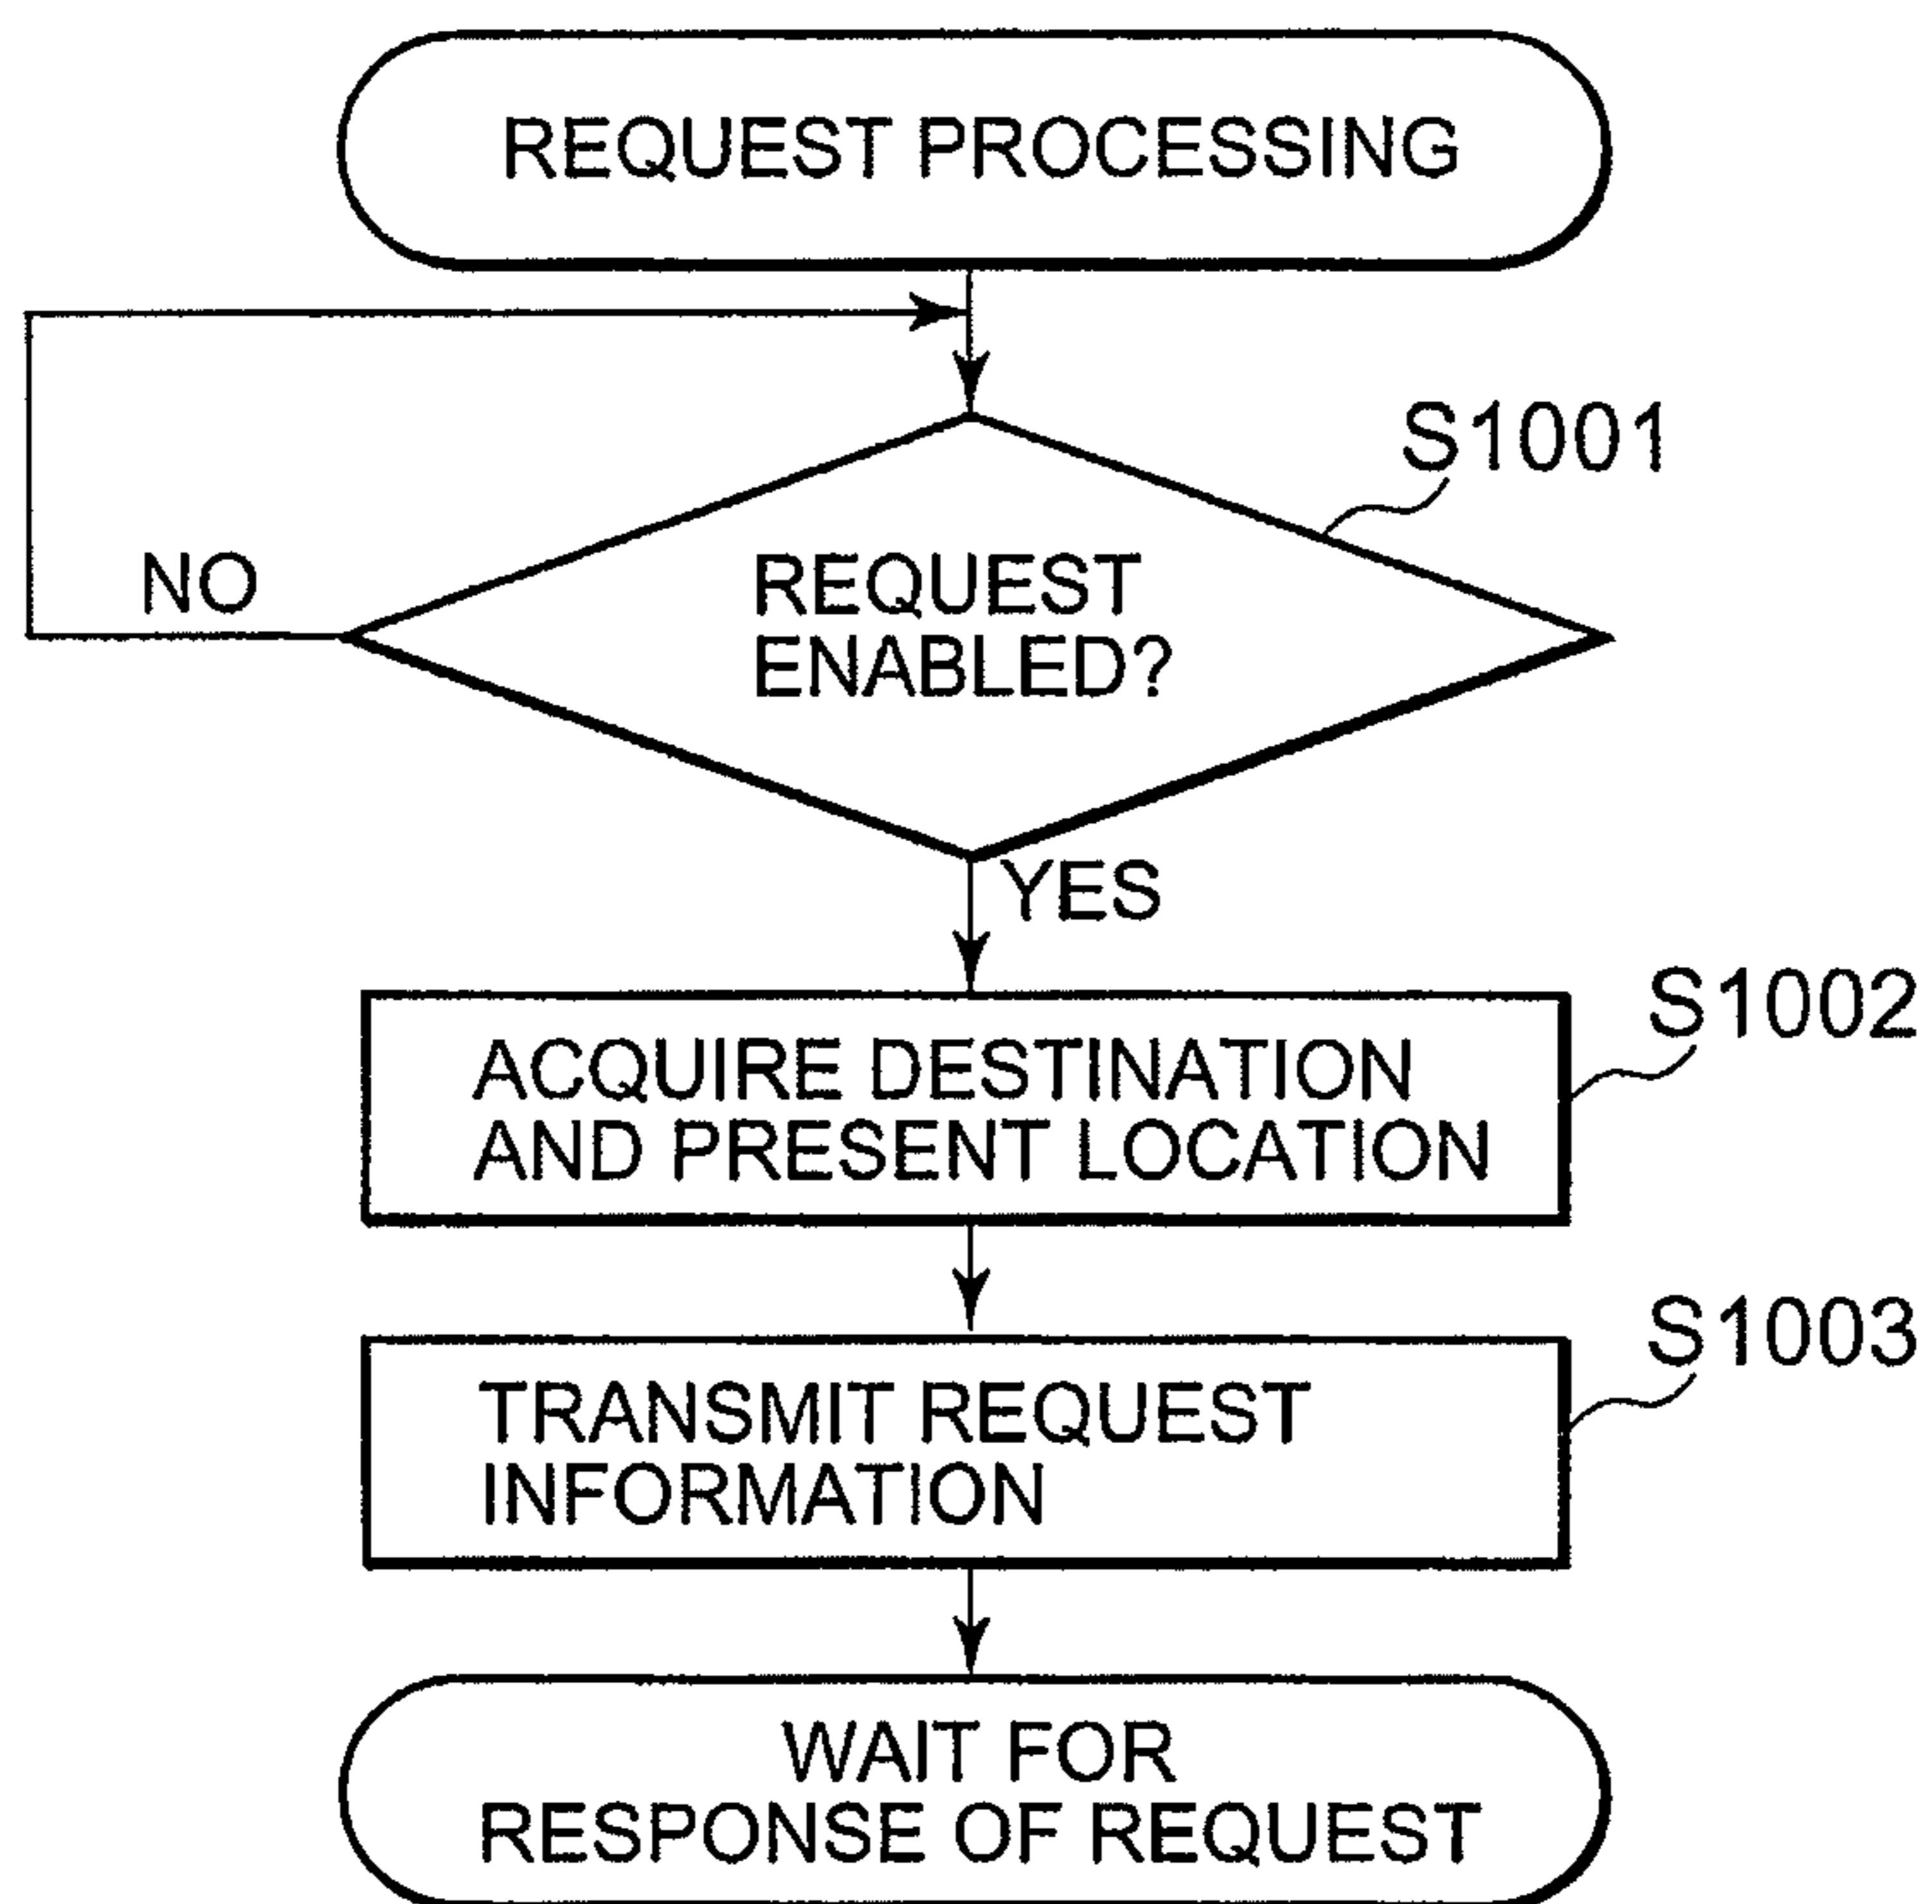 REQUEST PROCESSING
S1001
NO
REQUEST
ENABLED?
YES
S1002
ACQUIRE DESTINATION
AND PRESENT LOCATION
S1003
TRANSMIT REQUEST
INFORMATION
WAIT FOR
RESPONSE OF REQUEST